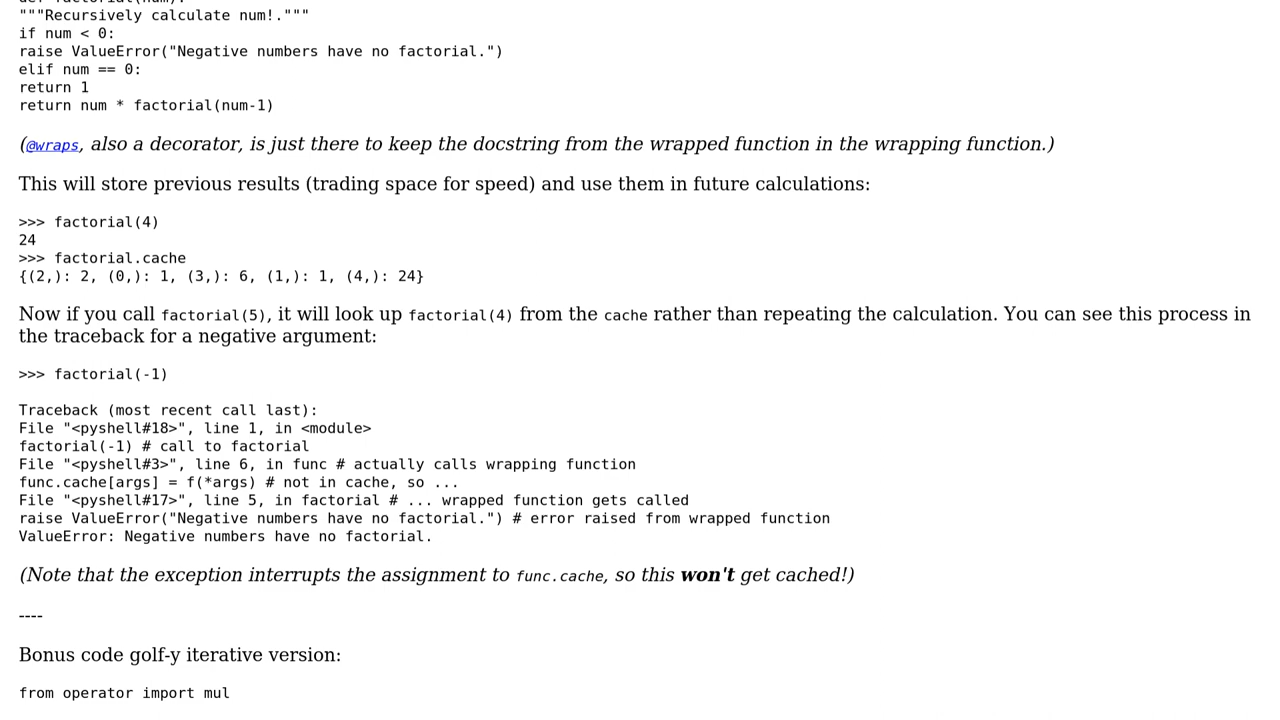 def factorial(num):
"""Recursively calculate num!."""
if num < 0:
raise ValueError("Negative numbers have no factorial.")
elif num == 0:
return 1
return num * factorial(num-1)
(@wraps, also a decorator, is just there to keep the docstring from the wrapped function in the wrapping function.)
This will store previous results (trading space for speed) and use them in future calculations:
>>> factorial(4)
24
>>> factorial.cache
{(2,): 2, (0,): 1, (3,): 6, (1,): 1, (4,): 24}
Now if you call factorial(5), it will look up factorial(4) from the cache rather than repeating the calculation. You can see this process in
the traceback for a negative argument:
>>> factorial(-1)
Traceback (most recent call last):
File "<pyshell#18>", line 1, in <module>
factorial(-1) # call to factorial
File "<pyshell#3>", line 6, in func # actually calls wrapping function
func.cache[args] = f(*args) # not in cache, so ...
File "<pyshell#17>", line 5, in factorial # ... wrapped function gets called
raise ValueError("Negative numbers have no factorial.") # error raised from wrapped function
ValueError: Negative numbers have no factorial.
(Note that the exception interrupts the assignment to func.cache, so this won't get cached!)
----
Bonus code golf-y iterative version:
from operator import mul